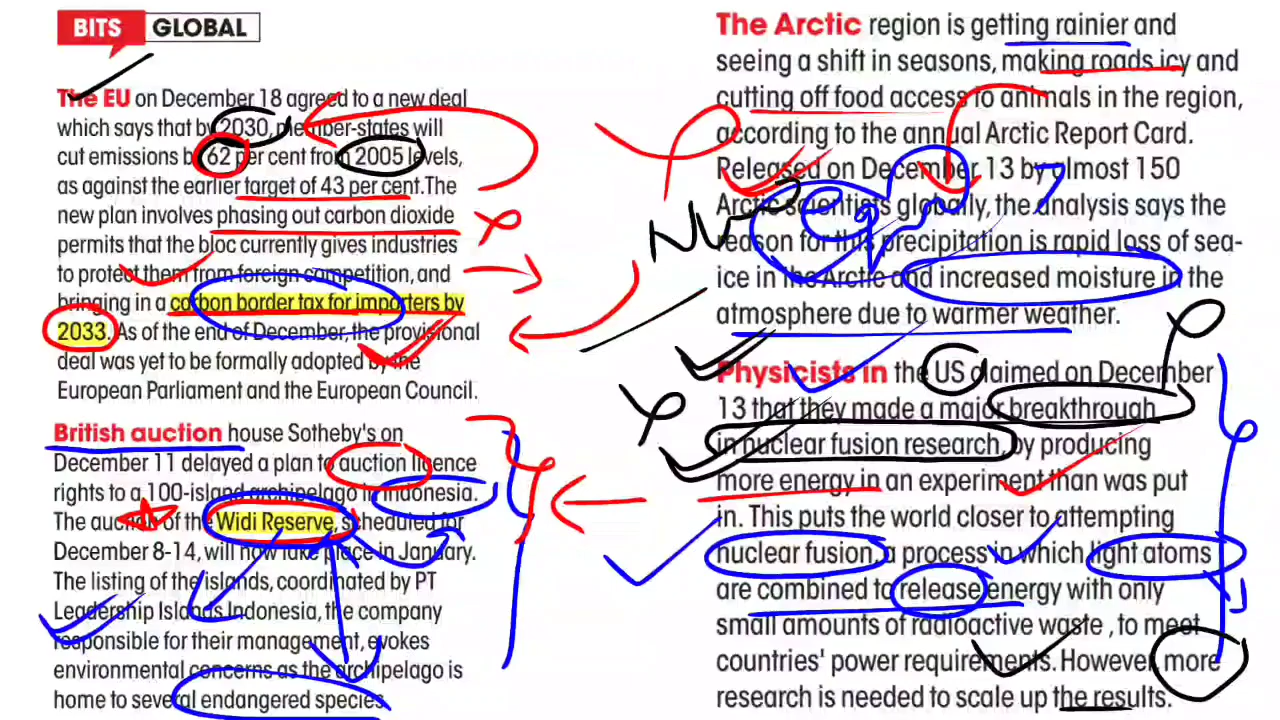 BITS GLOBAL
The EU on December 18 agreed to a new deal
which says that by 2030, member-states will
cut emissions by 62 per cent from 2005 levels,
as against the earlier target of 43 per cent.The
new plan involves phasing out carbon dioxide
permits that the bloc currently gives industries
to protect them from foreign competition, and
bringing in a carbon border tax for importers by
2033. As of the end of December, the provisional
deal was yet to be formally adopted by the
European Parliament and the European Council.
British auction house Sotheby's on
December 11 delayed a plan to auction licence
rights to a 100-island archipelago in Indonesia.
The auction of the Widi Reserve, scheduled for
December 8-14, will now take place in January.
The listing of the islands, coordinated by PT
Leadership Islands Indonesia, the company
responsible for their management, evokes
environmental concerns as the archipelago is
home to several endangered species.
The Arctic region is getting rainier and
seeing a shift in seasons, making roads icy and
cutting off food access to animals in the region,
according to the annual Arctic Report Card.
Released on December 13 by almost 150
Arctic scientists globally, the analysis says the
reason for this precipitation is rapid loss of sea-
ice in the Arctic and increased moisture in the
atmosphere due to warmer weather.
Physicists in the US claimed on December
13 that they made a major breakthrough
in nuclear fusion research, by producing
more energy in an experiment than was put
in. This puts the world closer to attempting
nuclear fusion, a process in which light atoms
are combined to release energy with only
small amounts of radioactive waste , to meet
countries' power requirements. However, more
research is needed to scale up the results.